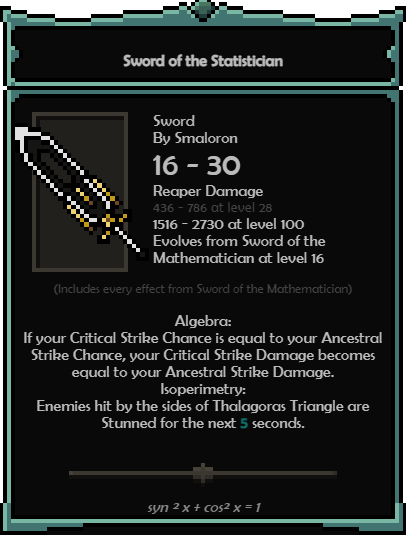 Sword of the Statistician
Sword
By Smaloron
16 - 30
Reaper Damage
436 - 786 at level 28
1516 - 2730 at level 100
Evolves from Sword of the
Mathematician at level 16
(Includes every effect from Sword of the Mathematician)
Algebra:
If your Critical Strike Chance is equal to your Ancestral
Strike Chance, your Critical Strike Damage becomes
equal to your Ancestral Strike Damage.
Isoperimetry:
Enemies hit by the sides of Thalagoras Triangle are
Stunned for the next 5 seconds.
syn ² x + cos² x = 1